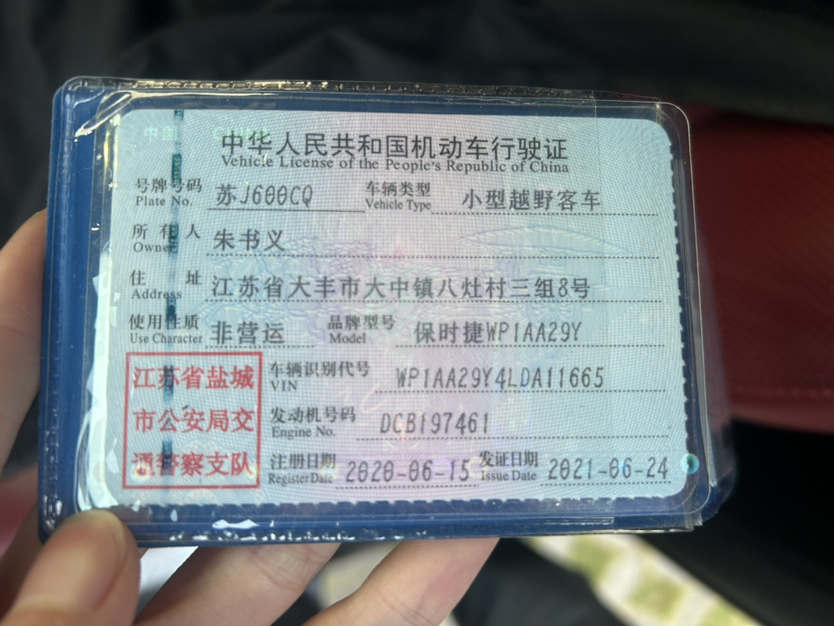 中国 CHINA
中华人民共和国机动车行驶证
Vehicle License of the People's Republic of China
号牌号码 苏J600CQ 车辆类型 小型越野客车
Plate No. Vehicle Type
所有人 朱书义
Owner
住址 江苏省大丰市大中镇八灶村三组8号
Address
使用性质 非营运 品牌型号 保时捷WP1AA29Y
Use Character Model
江苏省盐城 车辆识别代号 WP1AA29Y4LDA11665
VIN
市公安局交 发动机号码 DCB197461
Engine No.
通警察支队 注册日期 2020-06-15 发证日期 2021-06-24
Register Date Issue Date